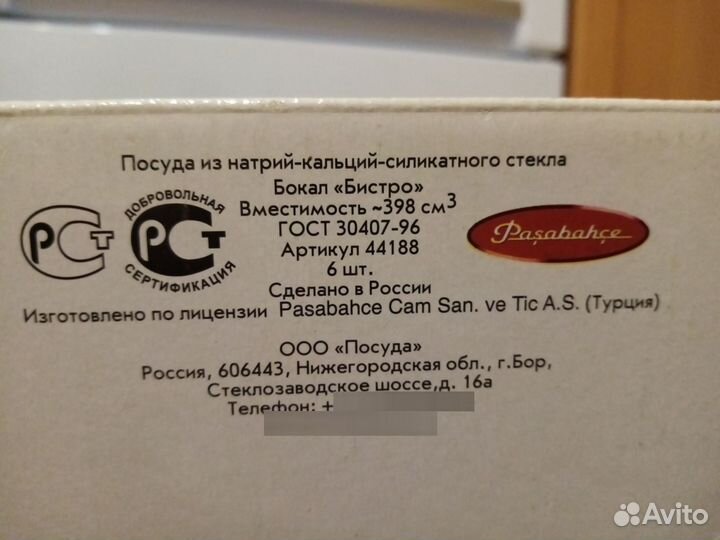 Посуда из натрий-кальций-силикатного стекла
Бокал «Бистро»
Вместимость ~398 см³
ГОСТ 30407-96
Артикул 44188
6 шт.
Сделано в России
Изготовлено по лицензии Pasabahce Cam San. ve Tic A.S. (Турция)
РСТ
ДОБРОВОЛЬНАЯ
РСТ
СЕРТИФИКАЦИЯ
Paşabahçe
ООО «Посуда»
Россия, 606443, Нижегородская обл., г.Бор,
Стеклозаводское шоссе,д. 16а
Телефон: +
Avito